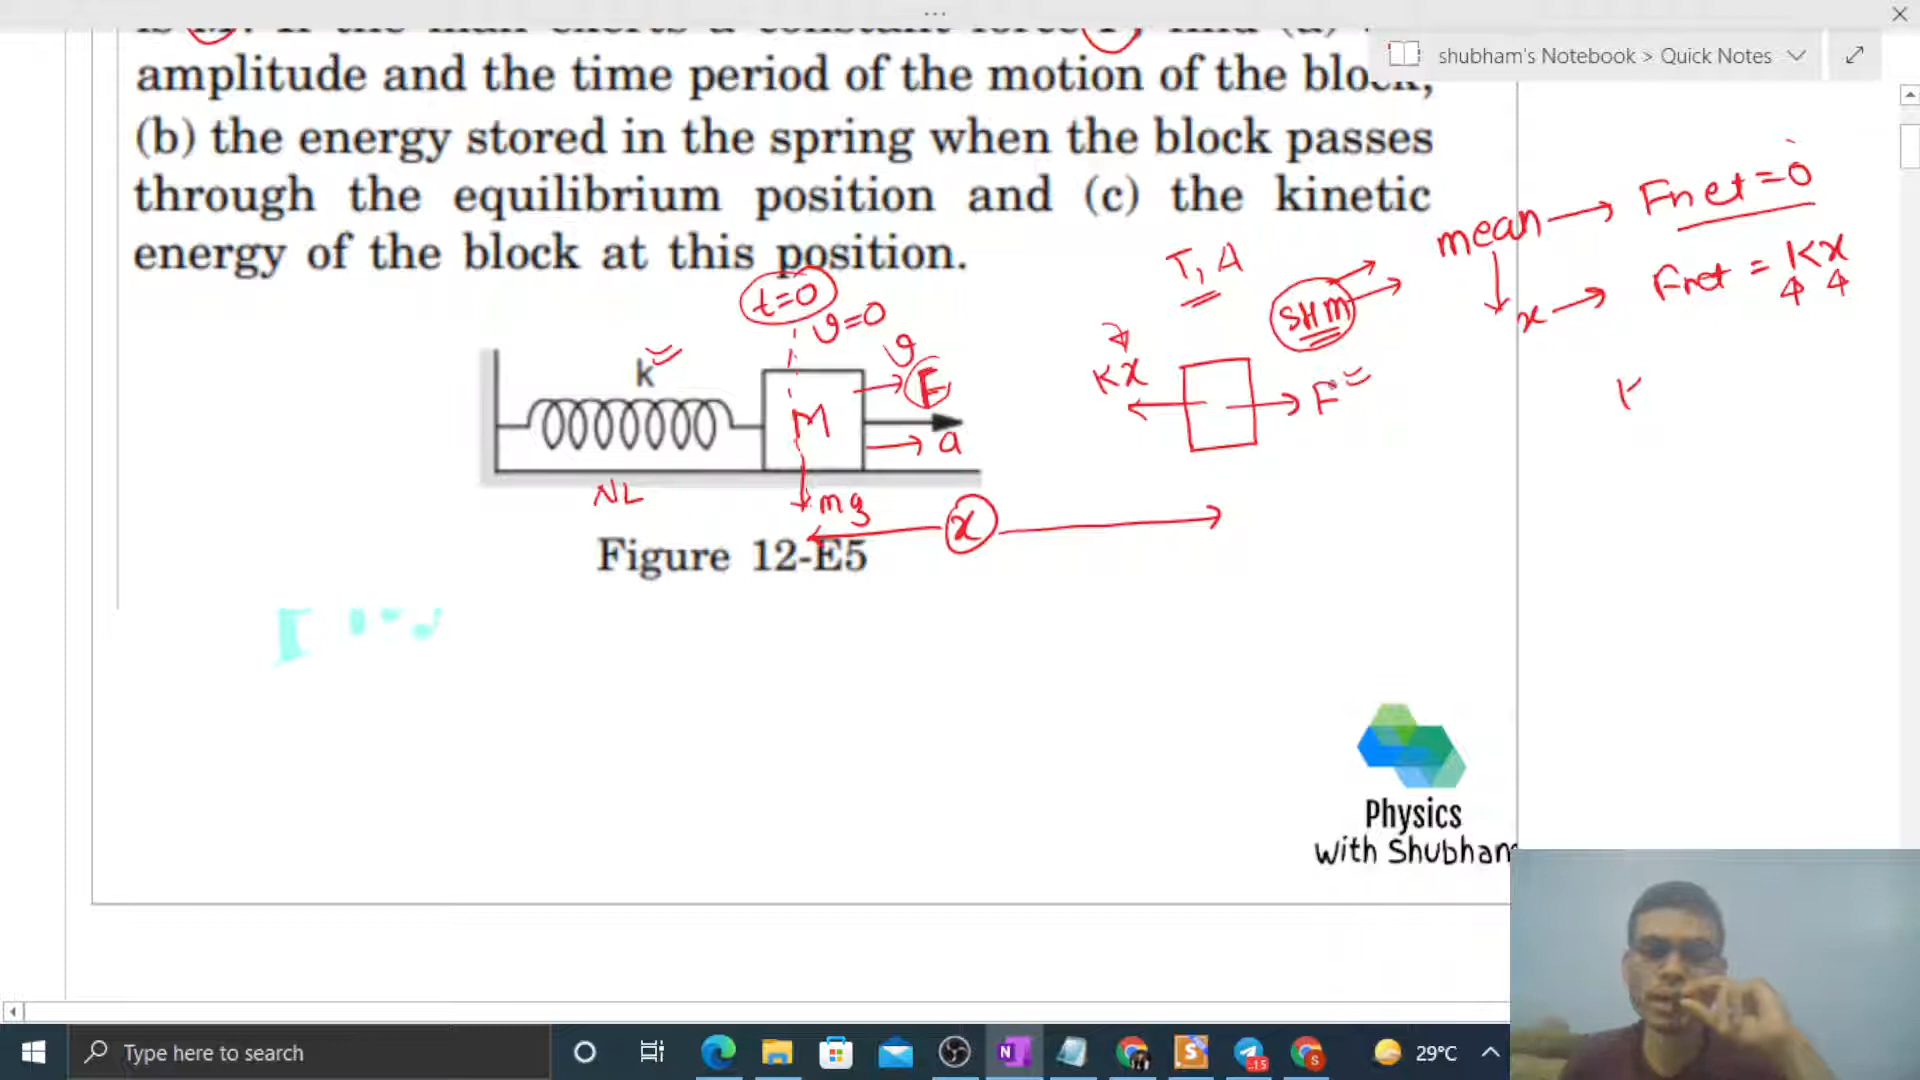 shubham's Notebook > Quick Notes
amplitude and the time period of the motion of the block,
(b) the energy stored in the spring when the block passes
through the equilibrium position and (c) the kinetic
energy of the block at this position.
mean → Fnet = 0
x → Fnet = kx
T, A
SHM
t=0
v=0
v
k
F
M
a
kx
F
NL
mg
x
Figure 12-E5
Physics
with Shubham
Type here to search
29°C